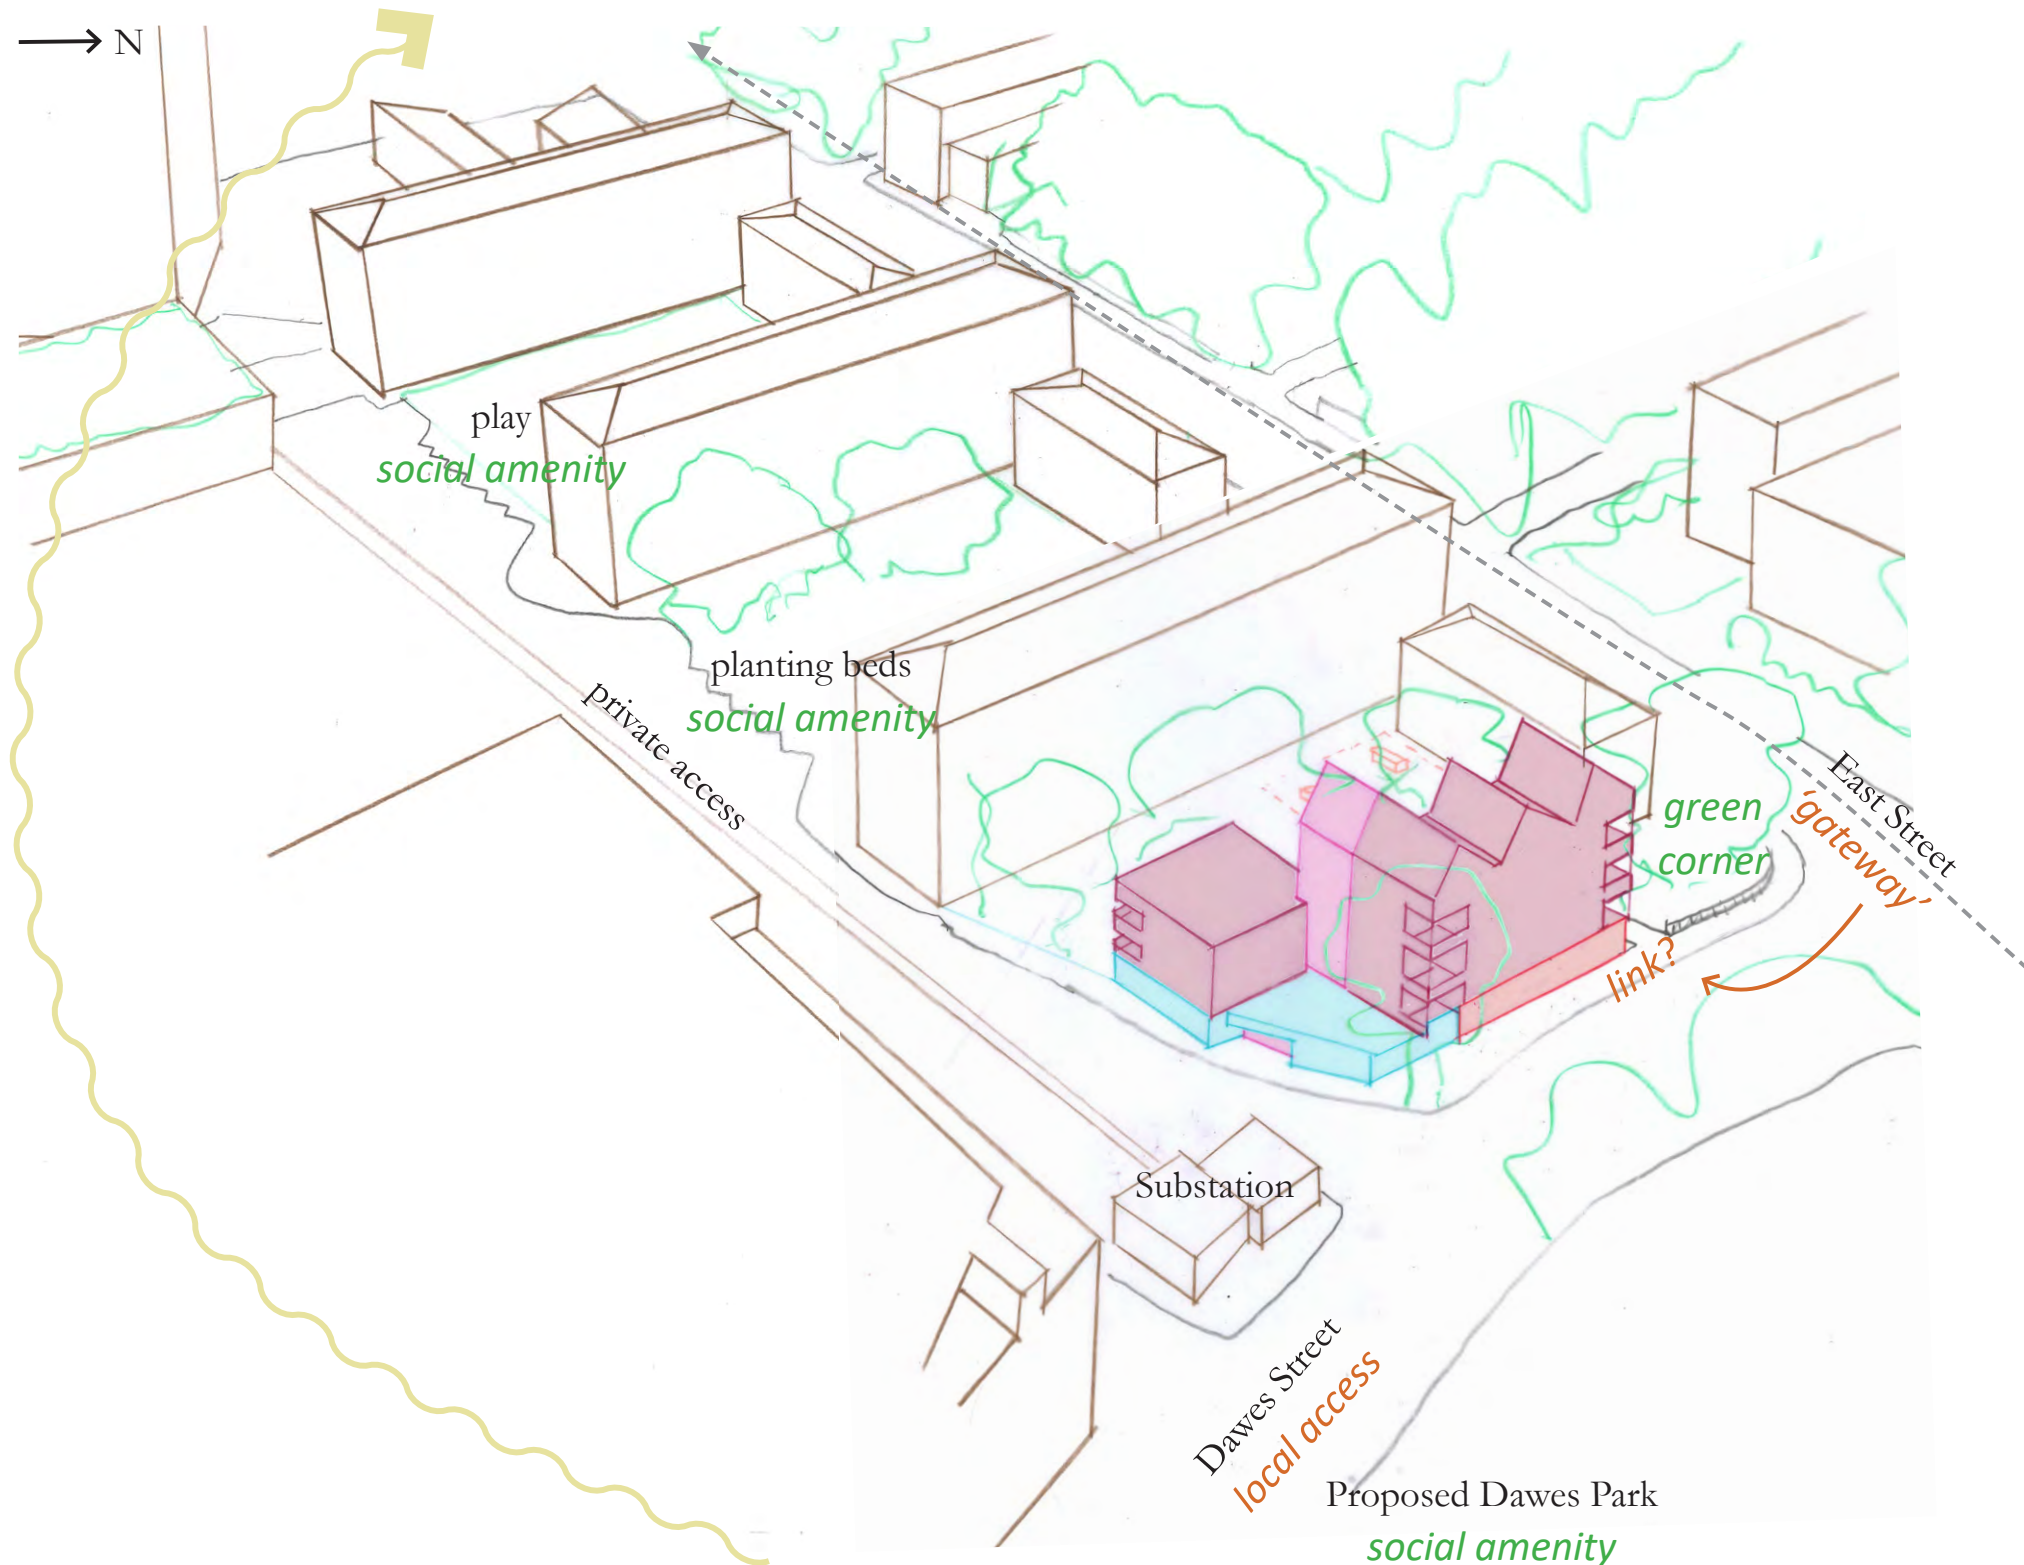 N
play
social amenity
planting beds
social amenity
private access
East Street
'gateway'
green
corner
link?
Substation
Dawes Street
local access
Proposed Dawes Park
social amenity